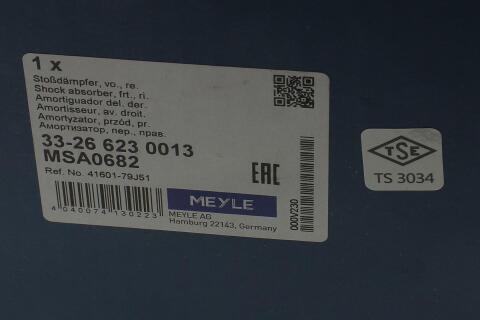 1 x
Stoßdämpfer, vo., re.
Shock absorber, frt., ri.
Amortiguador del. der.
Amortisseur, av. droit.
Amortyzator, przód, pr.
Амортизатор, пер., прав.
33-26 623 0013
MSA0682
Ref. No. 41601-79J51
EAC
MEYLE
4 040074 130223
MEYLE AG
Hamburg 22143, Germany
000V230
TSE
TS 3034